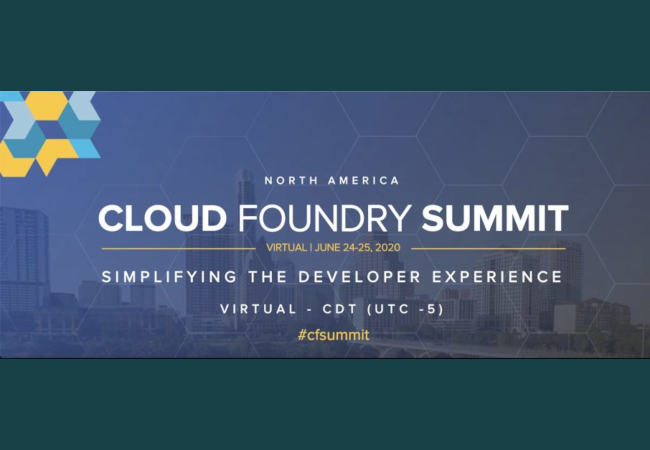 NORTH AMERICA
CLOUD FOUNDRY SUMMIT
VIRTUAL | JUNE 24-25, 2020
SIMPLIFYING THE DEVELOPER EXPERIENCE
VIRTUAL - CDT (UTC -5)
#cfsummit